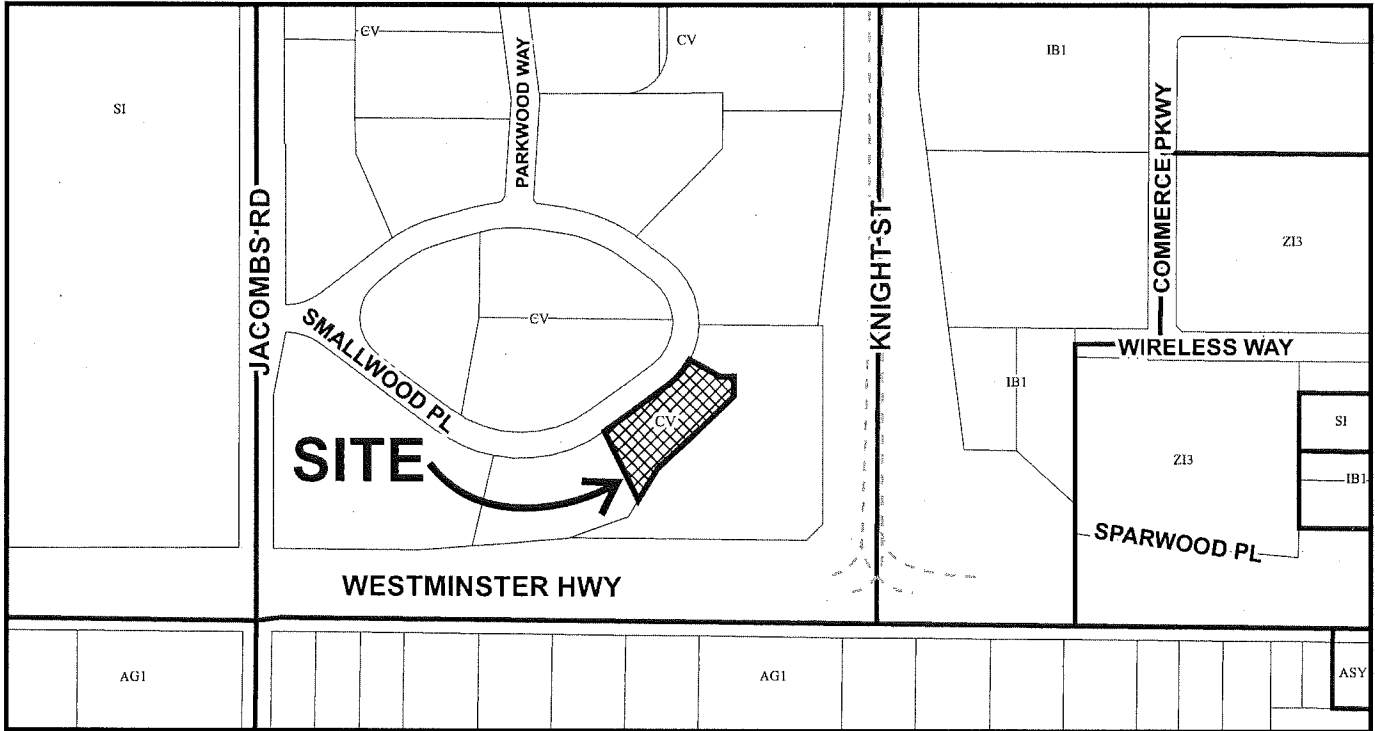 CV
CV
IB1
SI
PARKWOOD WAY
COMMERCE PKWY
JACOMBS RD
KNIGHT ST
ZI3
CV
SMALLWOOD PL
WIRELESS WAY
IB1
CV
SI
SITE
ZI3
IB1
SPARWOOD PL
WESTMINSTER HWY
AG1
AG1
ASY